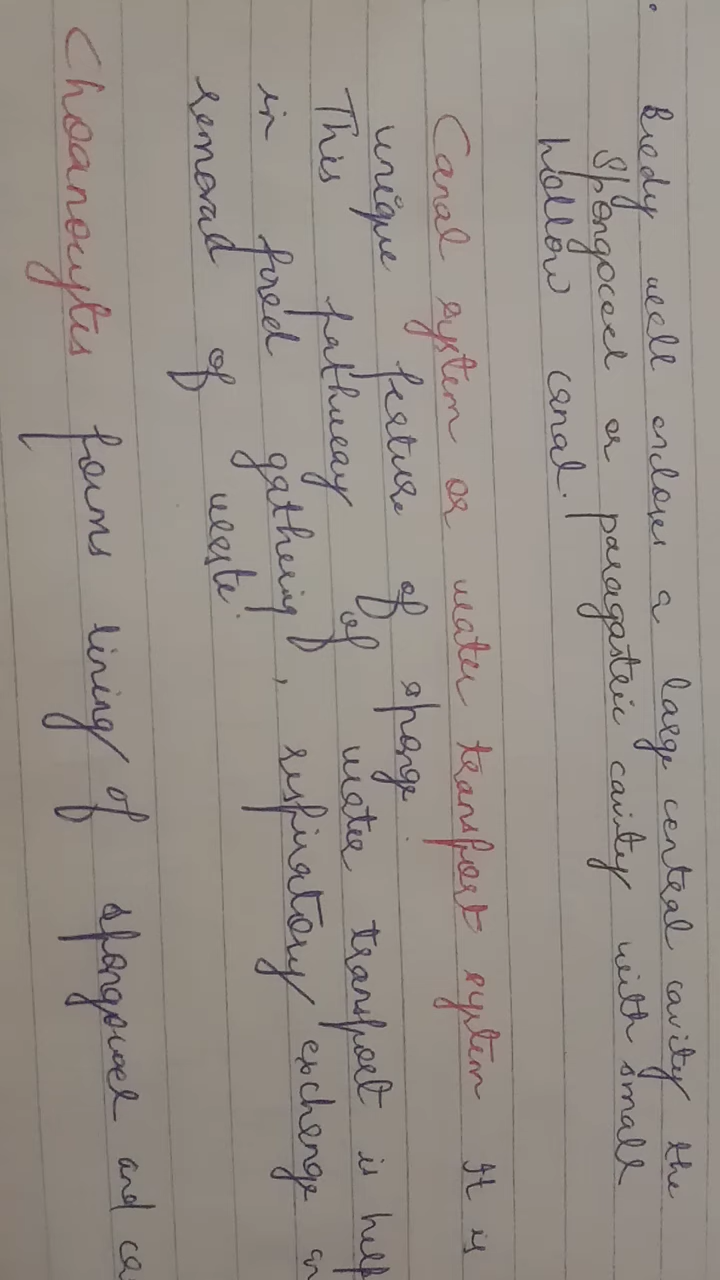 Body wall encloses a large central cavity the
spongocoel or paragastric cavity with small
hollow canal.
Canal system or water transport system It is
unique feature of sponge
This pathway of water transport is help
in food gathering, respiratory exchange an
removal of waste.
Choanocytes forms lining of spongocoel and ca